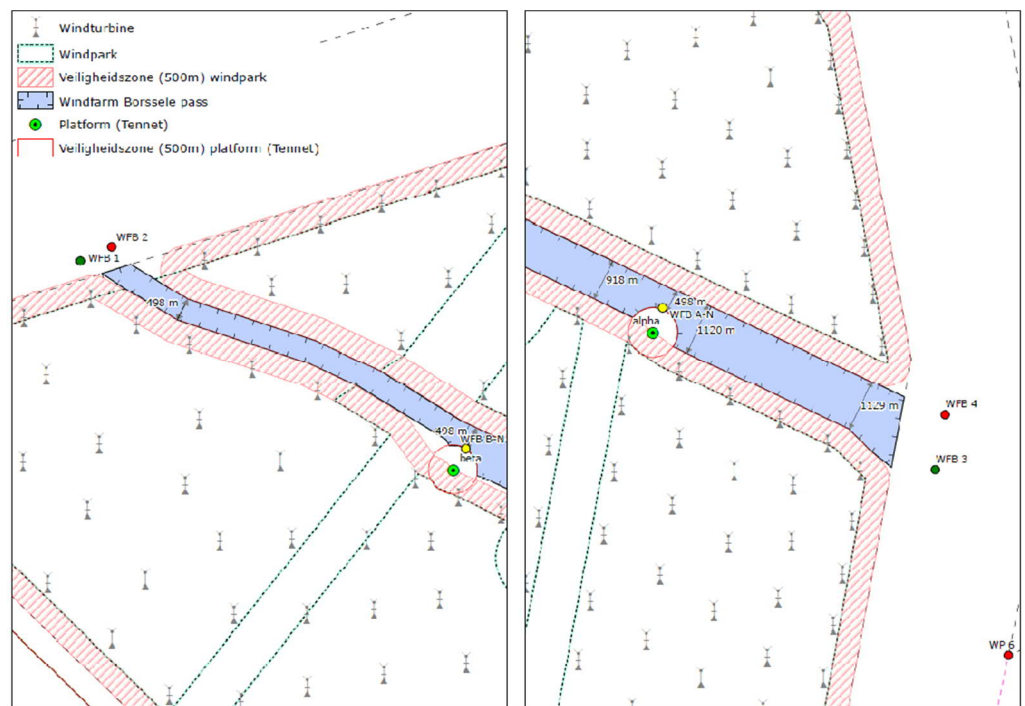 Windturbine
Windpark
Veiligheidszone (500m) windpark
Windfarm Borssele pass
Platform (Tennet)
Veiligheidszone (500m) platform (Tennet)
WFB 2
WFB 1
498 m
498 m
WFB B-N
beta
918 m
498 m
WFB A-N
alpha
1120 m
1129 m
WFB 4
WFB 3
WP 6